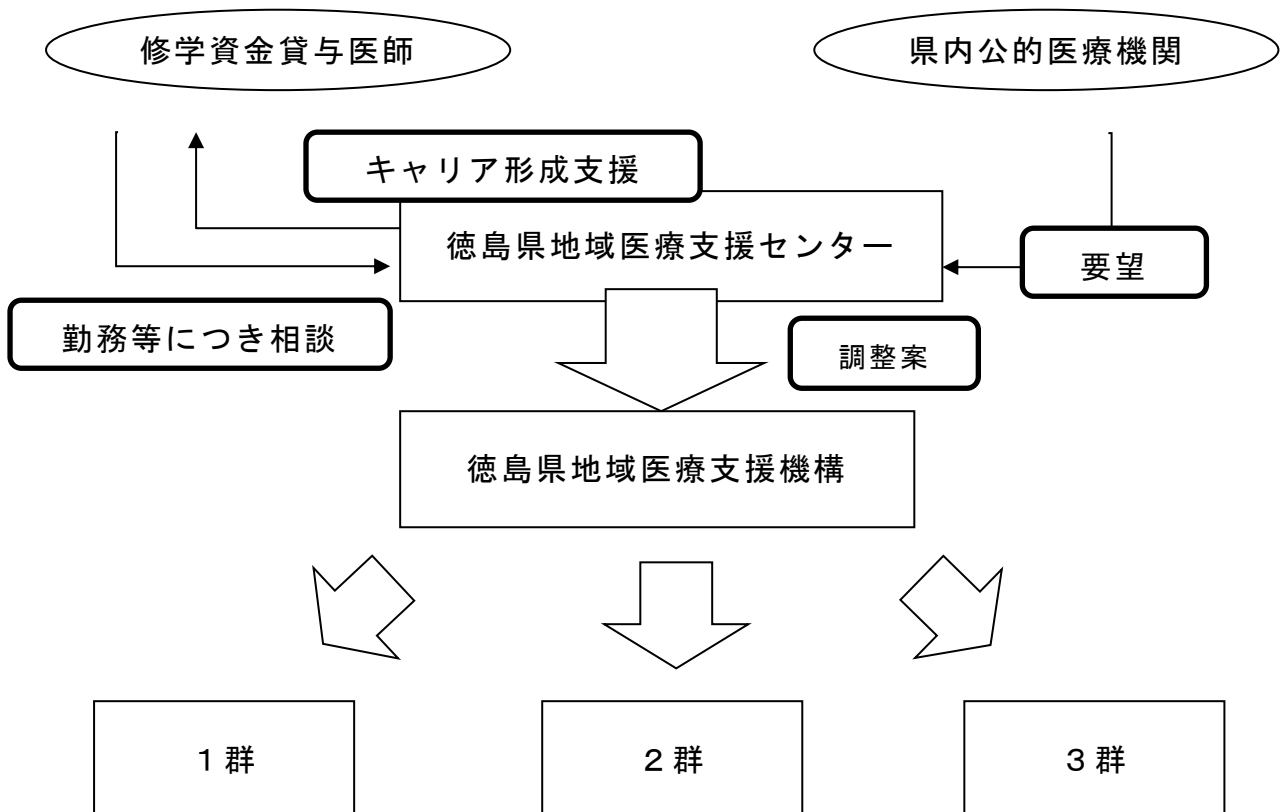 修学資金貸与医師
県内公的医療機関
キャリア形成支援
徳島県地域医療支援センター
要望
勤務等につき相談
調整案
徳島県地域医療支援機構
１群
２群
３群